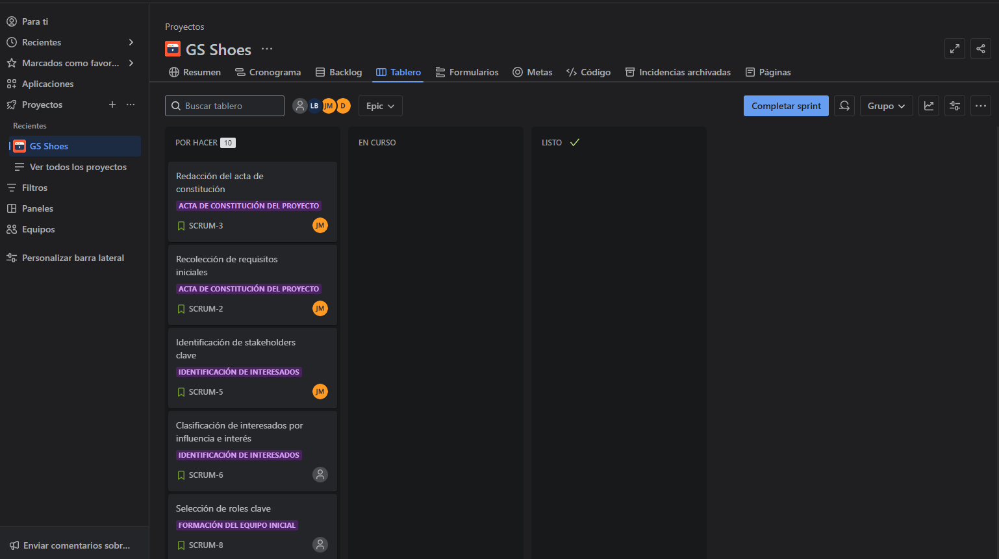 Para ti
Recientes
Marcados como favor...
Aplicaciones
Proyectos
Recientes
GS Shoes
Ver todos los proyectos
Filtros
Paneles
Equipos
Personalizar barra lateral
Enviar comentarios sobr...
Proyectos
GS Shoes
Resumen Cronograma Backlog Tablero Formularios Metas Código Incidencias archivadas Páginas
Buscar tablero LB JM D Epic Completar sprint Grupo
POR HACER 10
Redacción del acta de
constitución
ACTA DE CONSTITUCIÓN DEL PROYECTO
SCRUM-3 JM
Recolección de requisitos
iniciales
ACTA DE CONSTITUCIÓN DEL PROYECTO
SCRUM-2 JM
Identificación de stakeholders
clave
IDENTIFICACIÓN DE INTERESADOS
SCRUM-5 JM
Clasificación de interesados por
influencia e interés
IDENTIFICACIÓN DE INTERESADOS
SCRUM-6
Selección de roles clave
FORMACIÓN DEL EQUIPO INICIAL
SCRUM-8
EN CURSO
LISTO